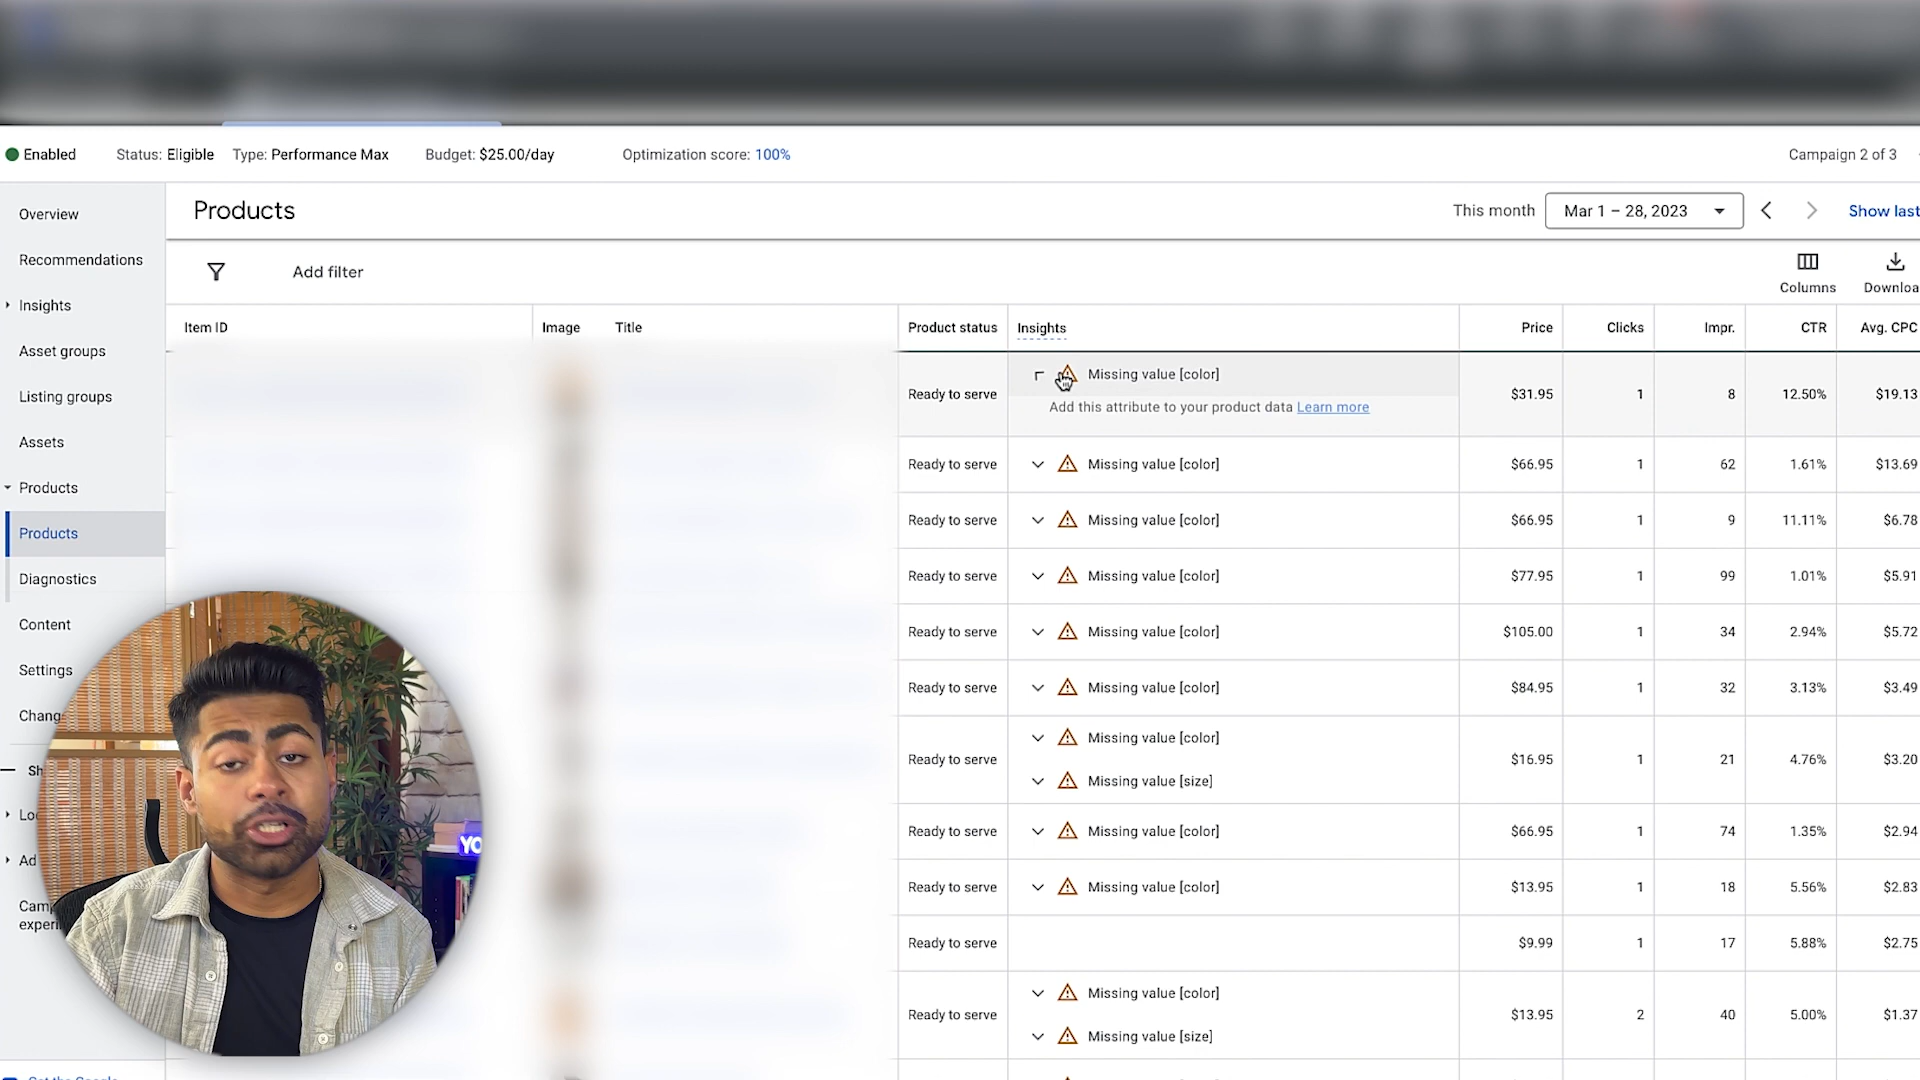 Enabled Status: Eligible Type: Performance Max Budget: $25.00/day Optimization score: 100% Campaign 2 of 3
Overview
Recommendations
Insights
Asset groups
Listing groups
Assets
Products
Products
Diagnostics
Content
Settings
Chang
Sh
Loc
Ad
Camp
experim
Products
This month Mar 1 – 28, 2023 Show last
Add filter
Columns Downloa
Item ID Image Title Product status Insights Price Clicks Impr. CTR Avg. CPC
Ready to serve Missing value [color] $31.95 1 8 12.50% $19.13
Add this attribute to your product data Learn more
Ready to serve Missing value [color] $66.95 1 62 1.61% $13.69
Ready to serve Missing value [color] $66.95 1 9 11.11% $6.78
Ready to serve Missing value [color] $77.95 1 99 1.01% $5.91
Ready to serve Missing value [color] $105.00 1 34 2.94% $5.72
Ready to serve Missing value [color] $84.95 1 32 3.13% $3.49
Missing value [color]
Ready to serve $16.95 1 21 4.76% $3.20
Missing value [size]
Ready to serve Missing value [color] $66.95 1 74 1.35% $2.94
Ready to serve Missing value [color] $13.95 1 18 5.56% $2.83
Ready to serve $9.99 1 17 5.88% $2.75
Missing value [color]
Ready to serve $13.95 2 40 5.00% $1.37
Missing value [size]
YO